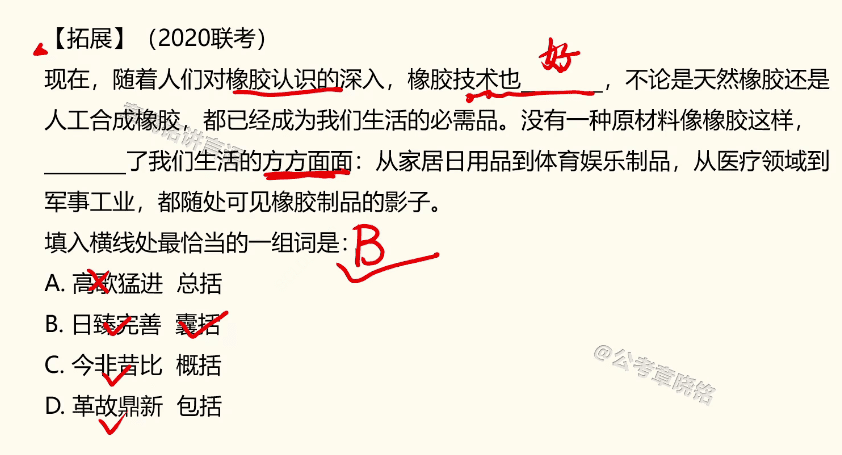 【拓展】（2020联考）
好
现在，随着人们对橡胶认识的深入，橡胶技术也_______，不论是天然橡胶还是
人工合成橡胶，都已经成为我们生活的必需品。没有一种原材料像橡胶这样，
_______了我们生活的方方面面：从家居日用品到体育娱乐制品，从医疗领域到
军事工业，都随处可见橡胶制品的影子。
填入横线处最恰当的一组词是：B
A. 高歌猛进 总括
B. 日臻完善 囊括
C. 今非昔比 概括
D. 革故鼎新 包括
@公考章晓铭